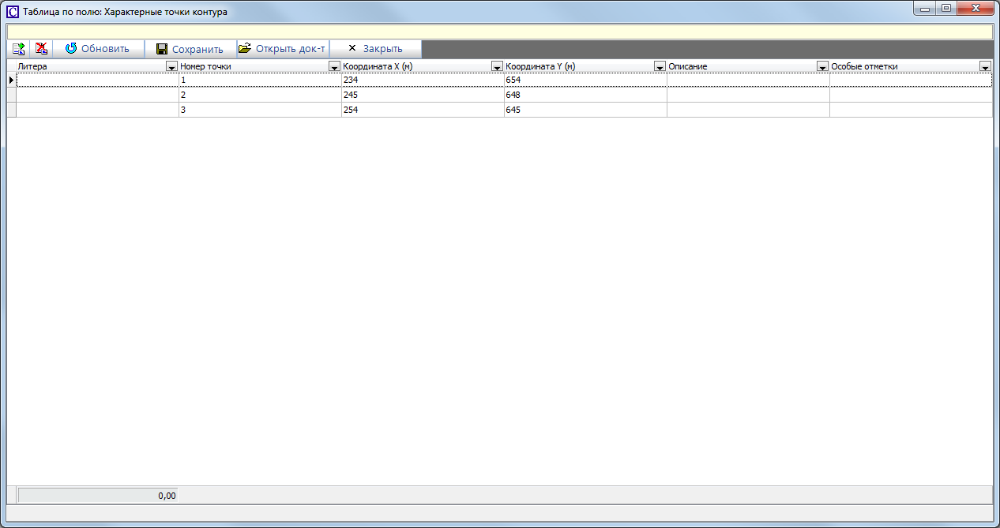 C Таблица по полю: Характерные точки контура
Обновить Сохранить Открыть док-т Закрыть
Литера Номер точки Координата X (м) Координата Y (м) Описание Особые отметки
1 234 654
2 245 648
3 254 645
0,00